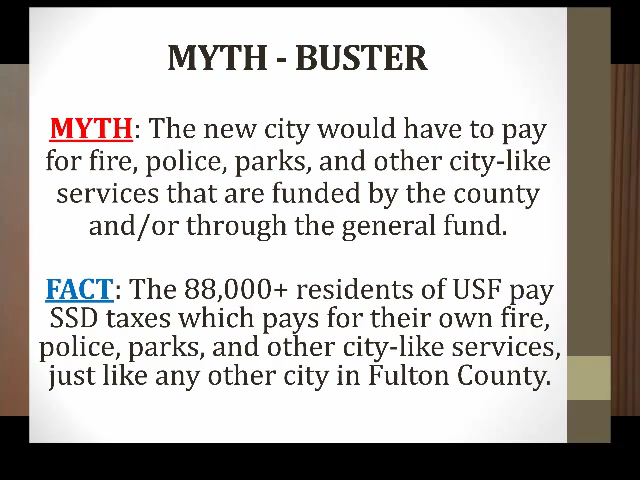 MYTH - BUSTER
MYTH: The new city would have to pay
for fire, police, parks, and other city-like
services that are funded by the county
and/or through the general fund.
FACT: The 88,000+ residents of USF pay
SSD taxes which pays for their own fire,
police, parks, and other city-like services,
just like any other city in Fulton County.